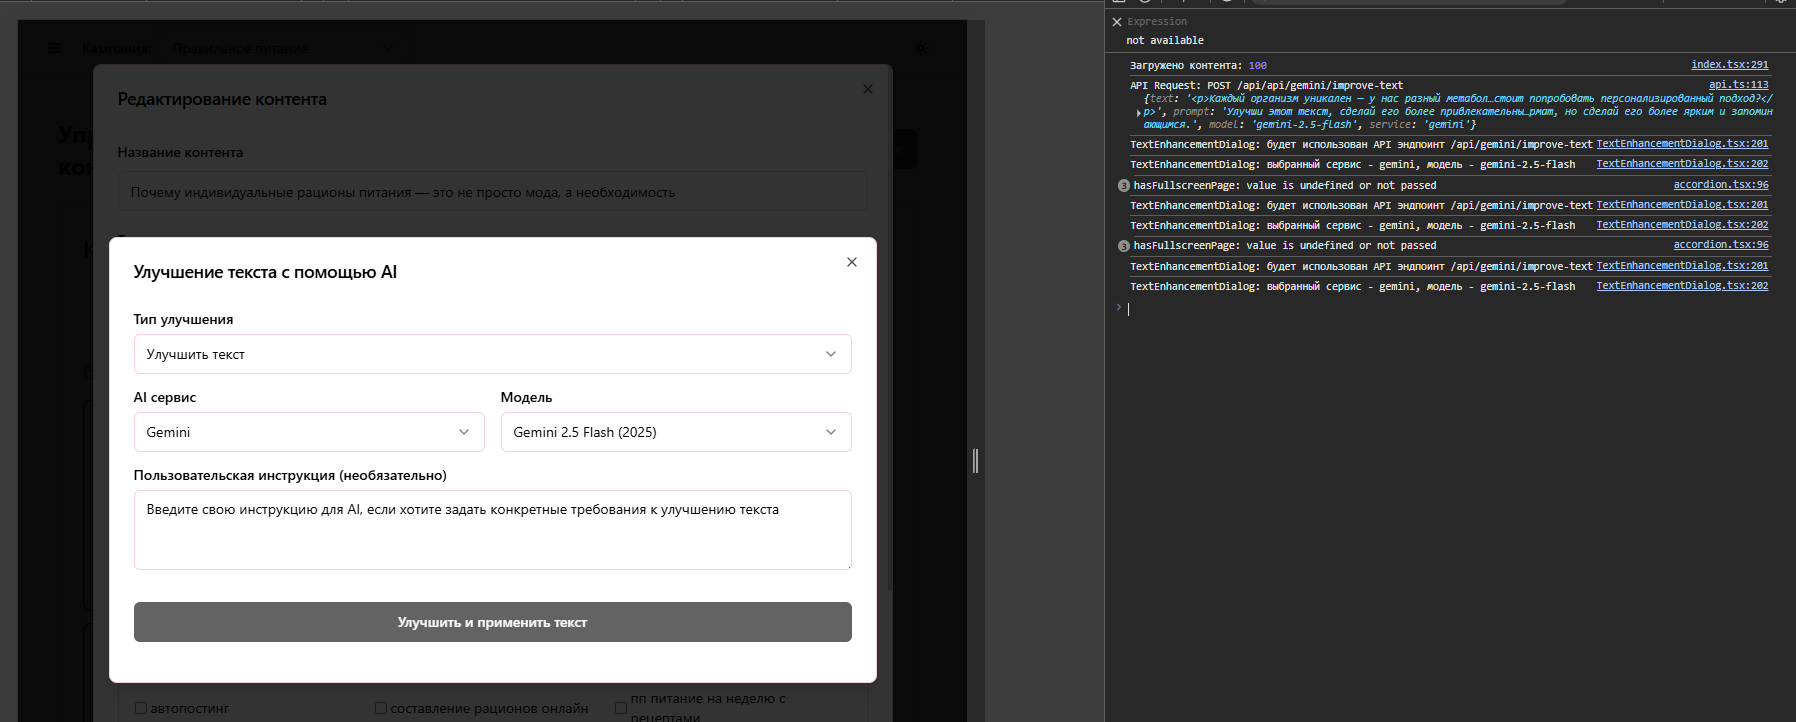 Кампания:
Правильное питание
Редактирование контента
Название контента
Почему индивидуальные рационы питания — это не просто мода, а необходимость
Улучшение текста с помощью AI
Тип улучшения
Улучшить текст
AI сервис
Модель
Gemini
Gemini 2.5 Flash (2025)
Пользовательская инструкция (необязательно)
Введите свою инструкцию для AI, если хотите задать конкретные требования к улучшению текста
Улучшить и применить текст
автопостинг
составление рационов онлайн
пп питание на неделю с
рецептами
Expression
not available
Загружено контента: 100 index.tsx:291
API Request: POST /api/api/gemini/improve-text api.ts:113
{text: '<p>Каждый организм уникален — у нас разный метабол…стоит попробовать персонализированный подход?</
p>', prompt: 'Улучши этот текст, сделай его более привлекательны…рмат, но сделай его более ярким и запомин
ающимся.', model: 'gemini-2.5-flash', service: 'gemini'}
TextEnhancementDialog: будет использован API эндпоинт /api/gemini/improve-text TextEnhancementDialog.tsx:201
TextEnhancementDialog: выбранный сервис - gemini, модель - gemini-2.5-flash TextEnhancementDialog.tsx:202
3 hasFullscreenPage: value is undefined or not passed accordion.tsx:96
TextEnhancementDialog: будет использован API эндпоинт /api/gemini/improve-text TextEnhancementDialog.tsx:201
TextEnhancementDialog: выбранный сервис - gemini, модель - gemini-2.5-flash TextEnhancementDialog.tsx:202
3 hasFullscreenPage: value is undefined or not passed accordion.tsx:96
TextEnhancementDialog: будет использован API эндпоинт /api/gemini/improve-text TextEnhancementDialog.tsx:201
TextEnhancementDialog: выбранный сервис - gemini, модель - gemini-2.5-flash TextEnhancementDialog.tsx:202